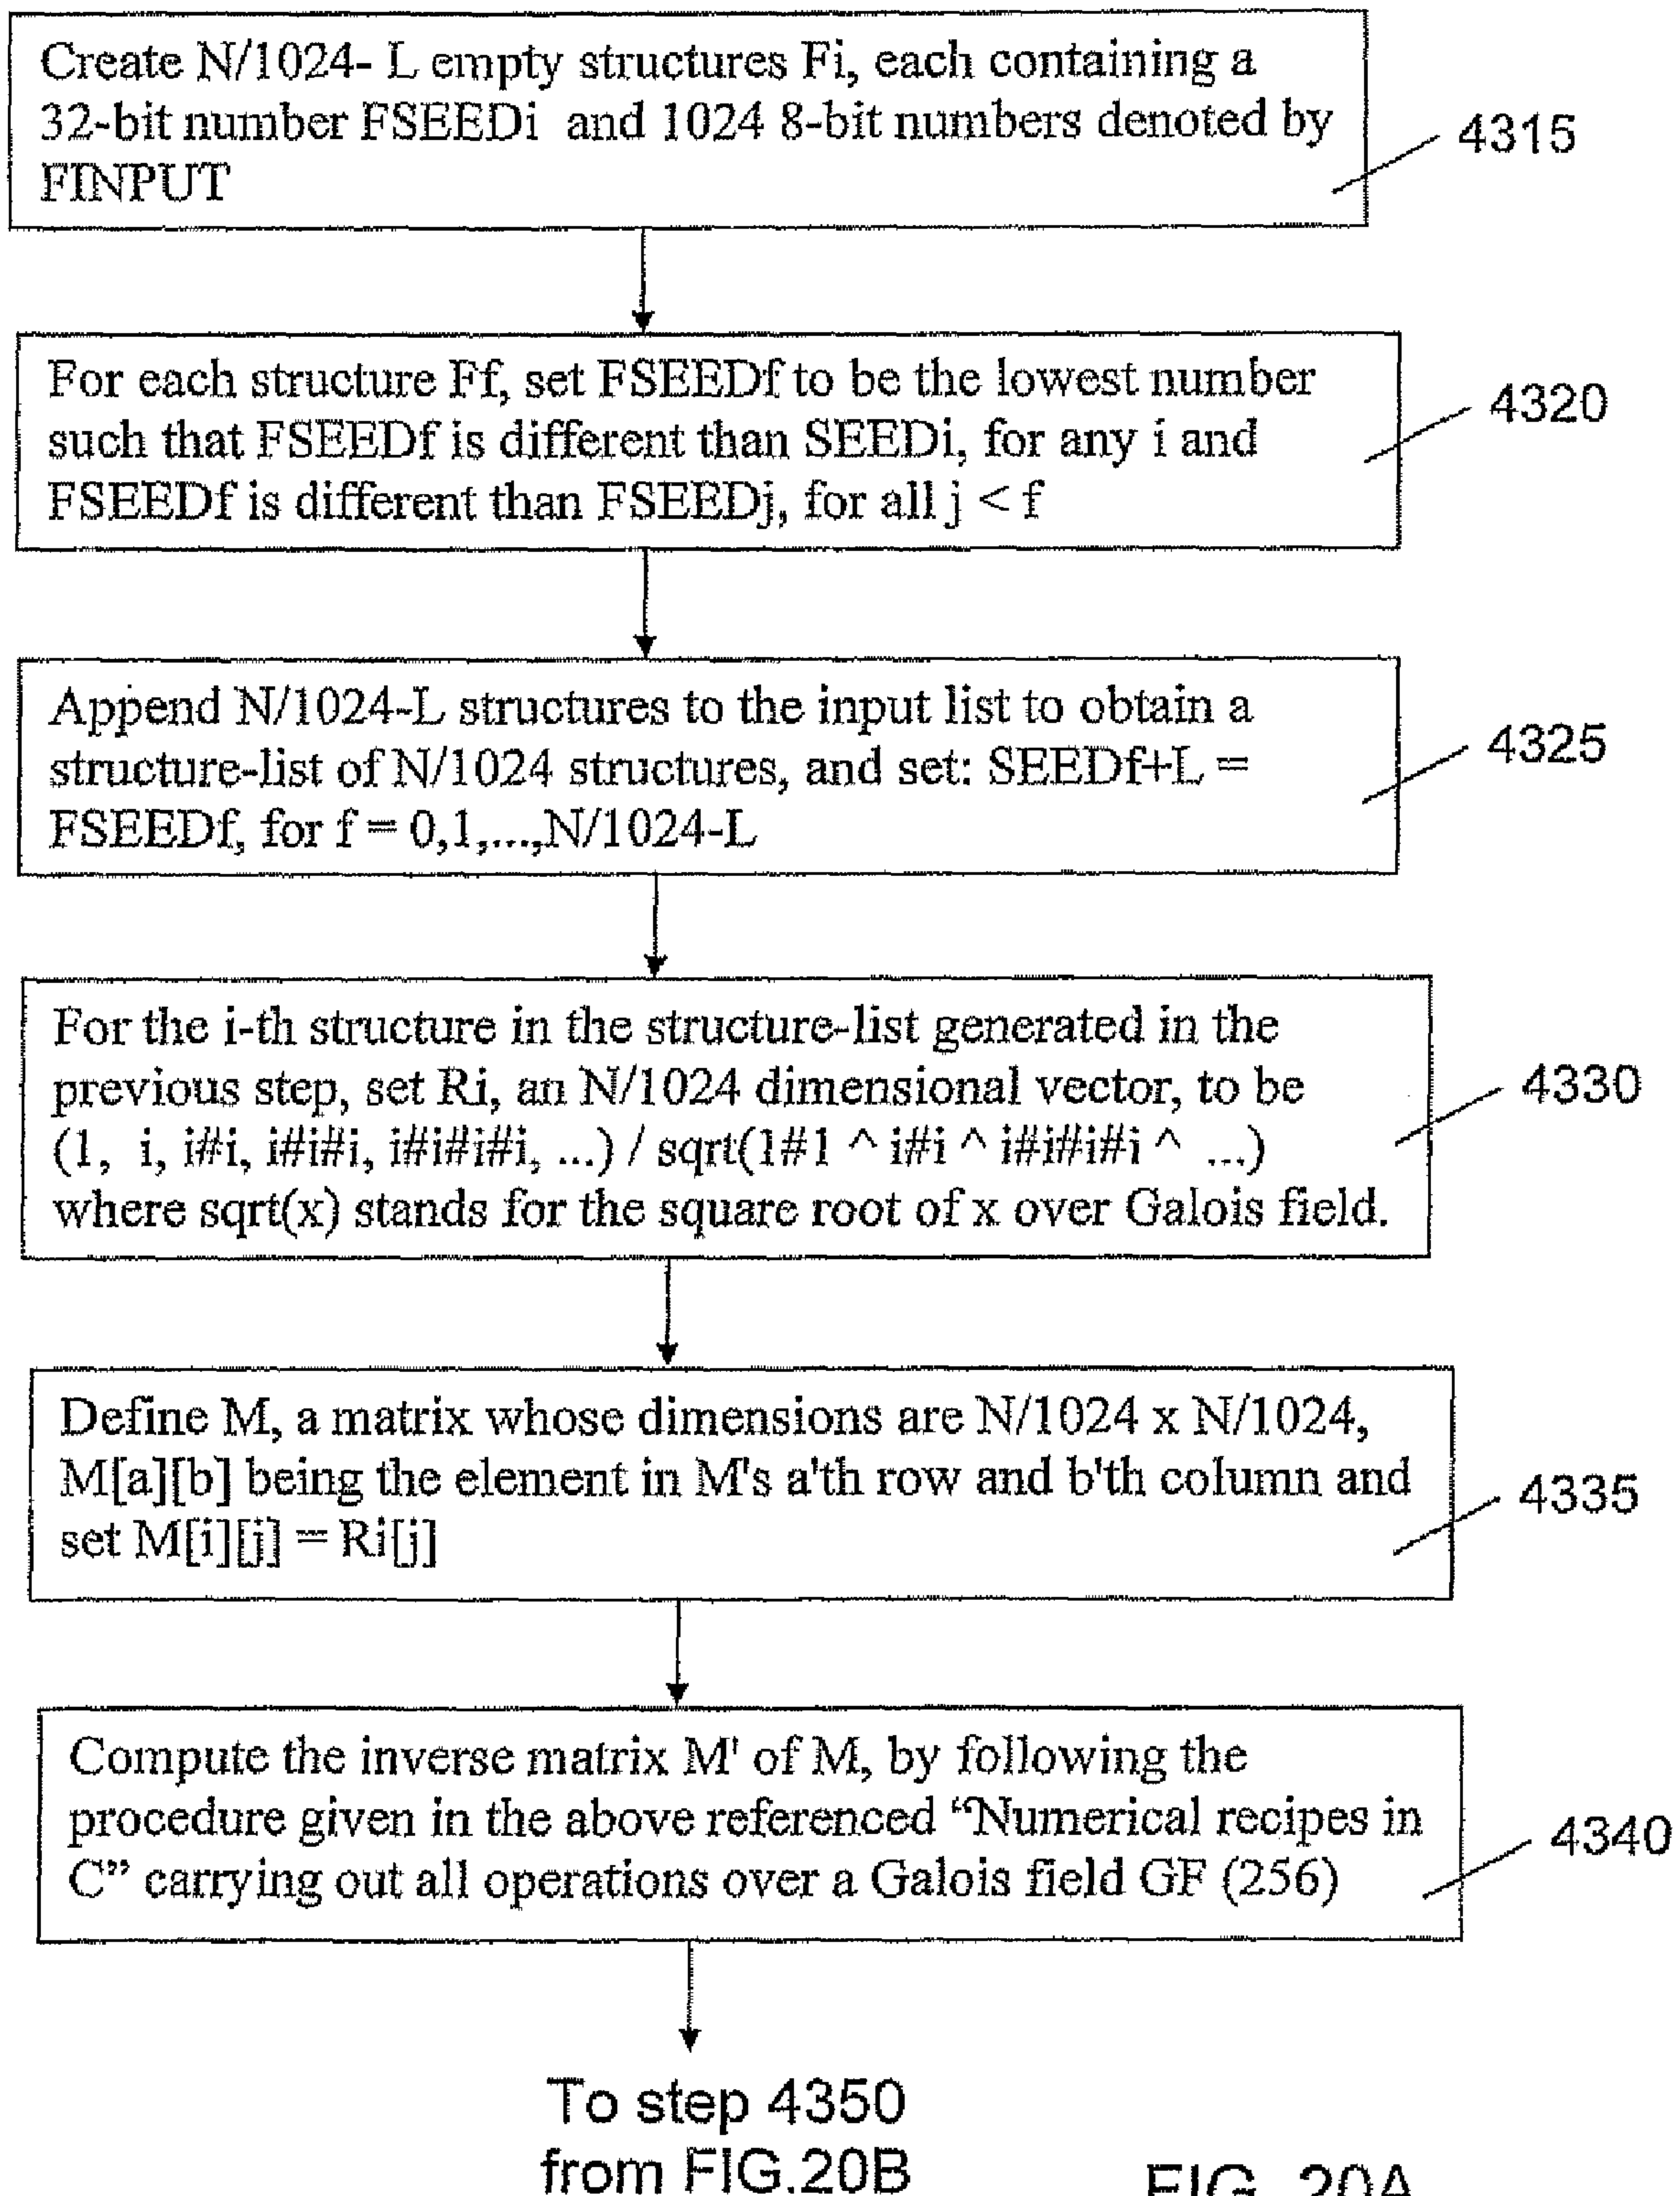 Create N/1024- L empty structures Fi, each containing a
32-bit number FSEEDi and 1024 8-bit numbers denoted by
FINPUT
4315
For each structure Ff, set FSEEDf to be the lowest number
such that FSEEDf is different than SEEDi, for any i and
FSEEDf is different than FSEEDj, for all j < f
4320
Append N/1024-L structures to the input list to obtain a
structure-list of N/1024 structures, and set: SEEDf+L =
FSEEDf, for f = 0,1,...,N/1024-L
4325
For the i-th structure in the structure-list generated in the
previous step, set Ri, an N/1024 dimensional vector, to be
(1, i, i#i, i#i#i, i#i#i#i, ...) / sqrt(1#1 ^ i#i ^ i#i#i#i ^ ...)
where sqrt(x) stands for the square root of x over Galois field.
4330
Define M, a matrix whose dimensions are N/1024 x N/1024,
M[a][b] being the element in M's a'th row and b'th column and
set M[i][j] = Ri[j]
4335
Compute the inverse matrix M' of M, by following the
procedure given in the above referenced “Numerical recipes in
C” carrying out all operations over a Galois field GF (256)
4340
To step 4350
from FIG.20B
FIG. 20A